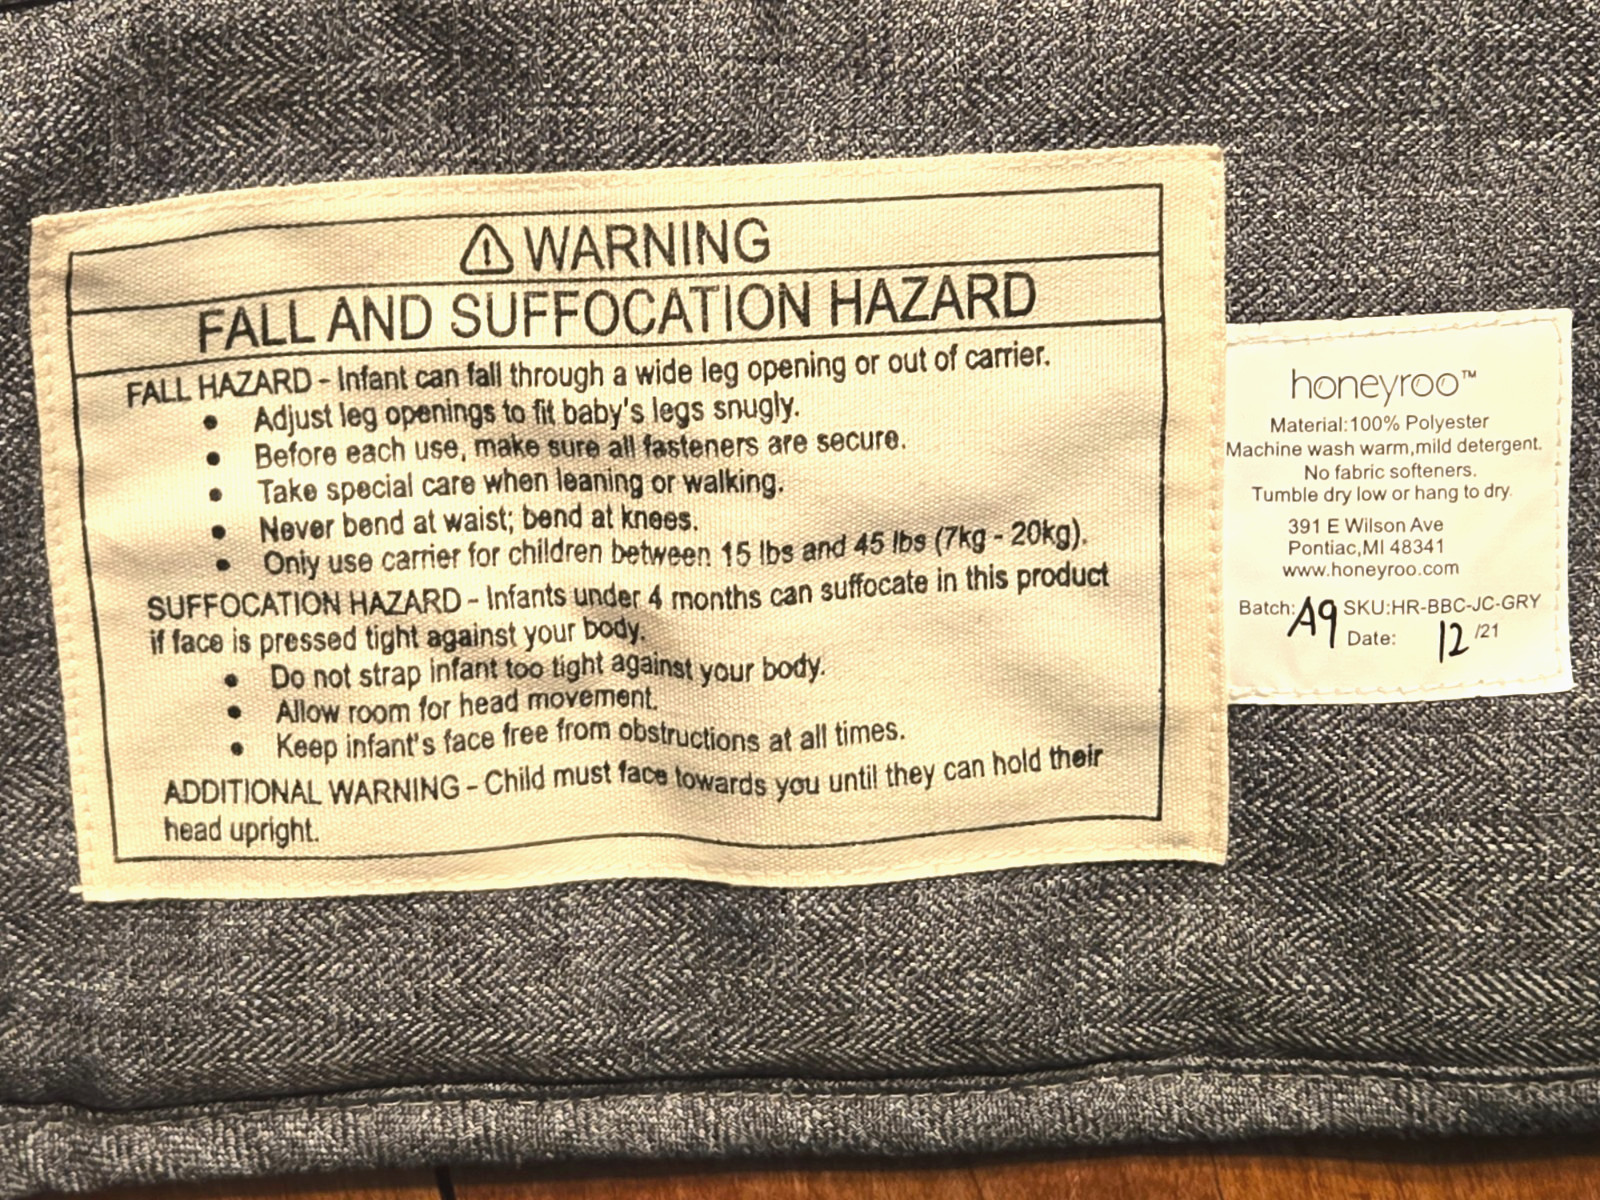 ⚠ WARNING
FALL AND SUFFOCATION HAZARD
FALL HAZARD - Infant can fall through a wide leg opening or out of carrier.
• Adjust leg openings to fit baby's legs snugly.
• Before each use, make sure all fasteners are secure.
• Take special care when leaning or walking.
• Never bend at waist; bend at knees.
• Only use carrier for children between 15 lbs and 45 lbs (7kg - 20kg).
SUFFOCATION HAZARD - Infants under 4 months can suffocate in this product
if face is pressed tight against your body.
• Do not strap infant too tight against your body.
• Allow room for head movement.
• Keep infant's face free from obstructions at all times.
ADDITIONAL WARNING - Child must face towards you until they can hold their
head upright.
honeyroo™
Material:100% Polyester
Machine wash warm,mild detergent.
No fabric softeners.
Tumble dry low or hang to dry.
391 E Wilson Ave
Pontiac,MI 48341
www.honeyroo.com
Batch: A9 SKU:HR-BBC-JC-GRY
Date: 12 /21